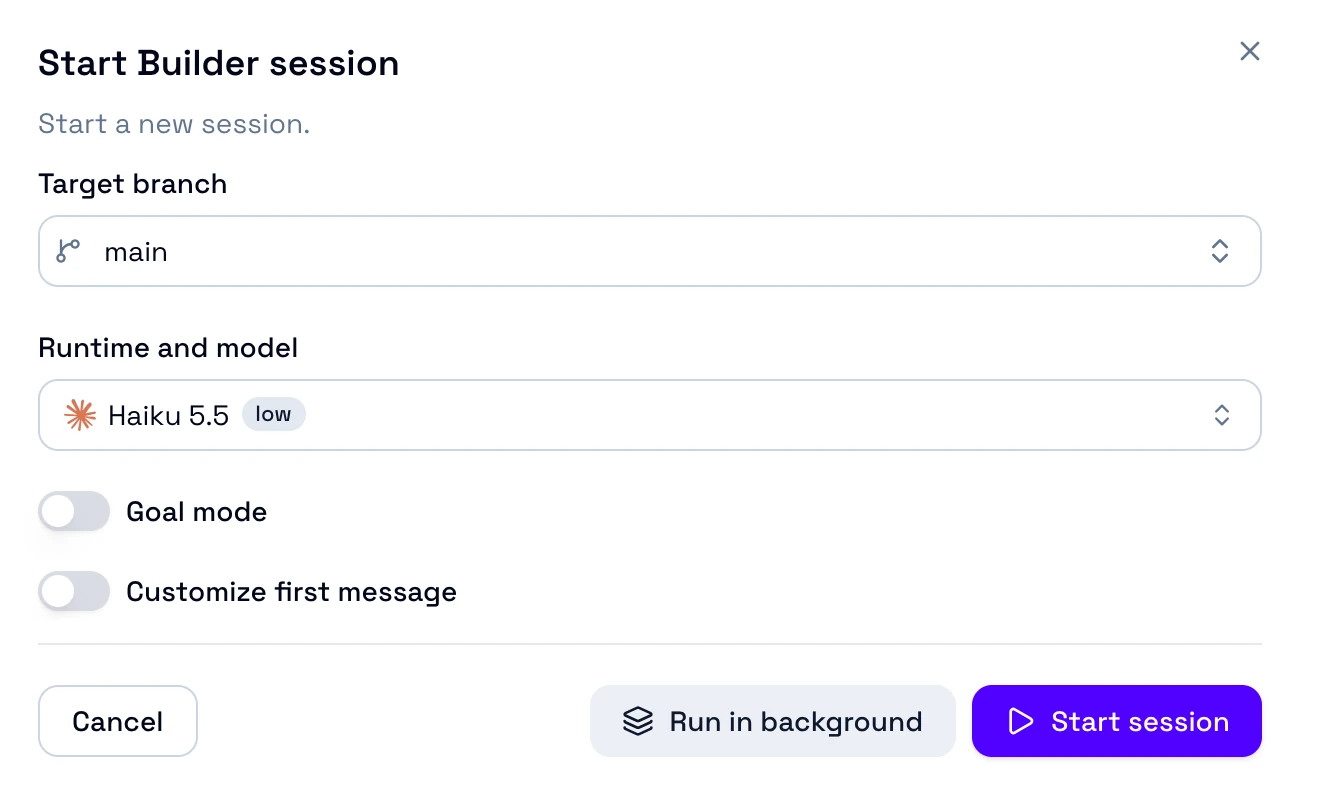 Start Builder session
Start a new session.
Target branch
main
Runtime and model
Haiku 5.5 low
Goal mode
Customize first message
Cancel
Run in background
Start session